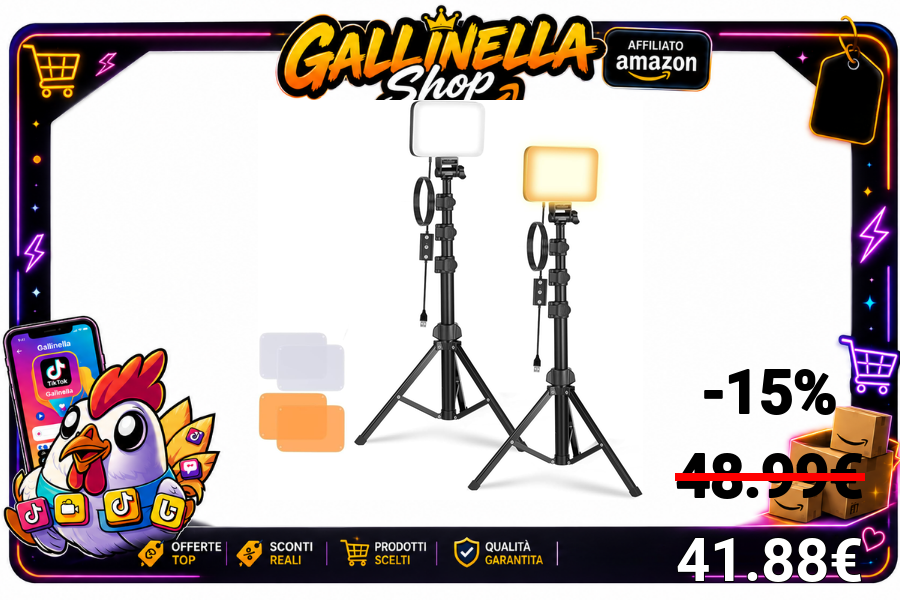 GALLINELLA
Shop
AFFILIATO
amazon
Gallinella
TikTok
Gallinella
-15%
48.99€
41.88€
OFFERTE
TOP
SCONTI
REALI
PRODOTTI
SCELTI
QUALITÀ
GARANTITA